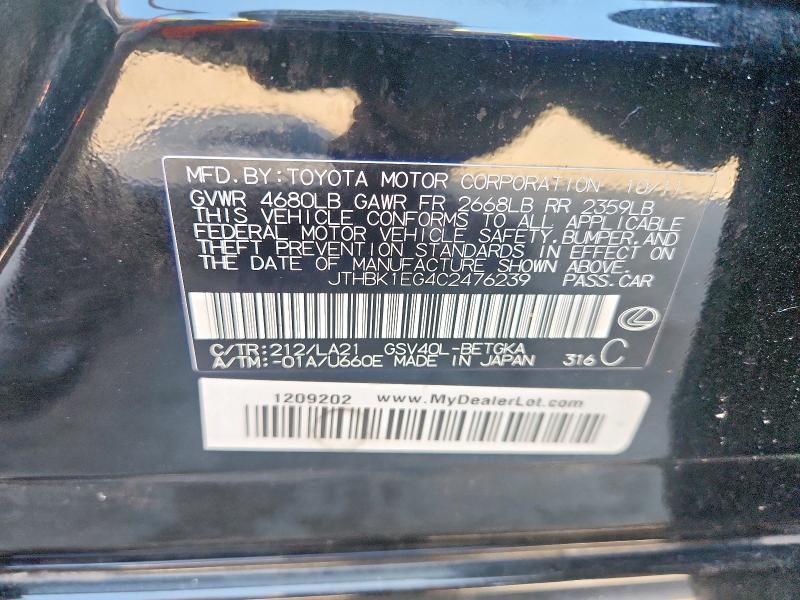 MFD. BY: TOYOTA MOTOR CORPORATION 10/11
GVWR 4680LB GAWR FR 2668LB RR 2359LB
THIS VEHICLE CONFORMS TO ALL APPLICABLE
FEDERAL MOTOR VEHICLE SAFETY, BUMPER, AND
THEFT PREVENTION STANDARDS IN EFFECT ON
THE DATE OF MANUFACTURE SHOWN ABOVE.
JTHBK1EG4C2476239 PASS. CAR
C/TR: 212/LA21 GSV40L-BETGKA
A/TM: -01A/U660E MADE IN JAPAN 316 C
1209202 www.MyDealerLot.com